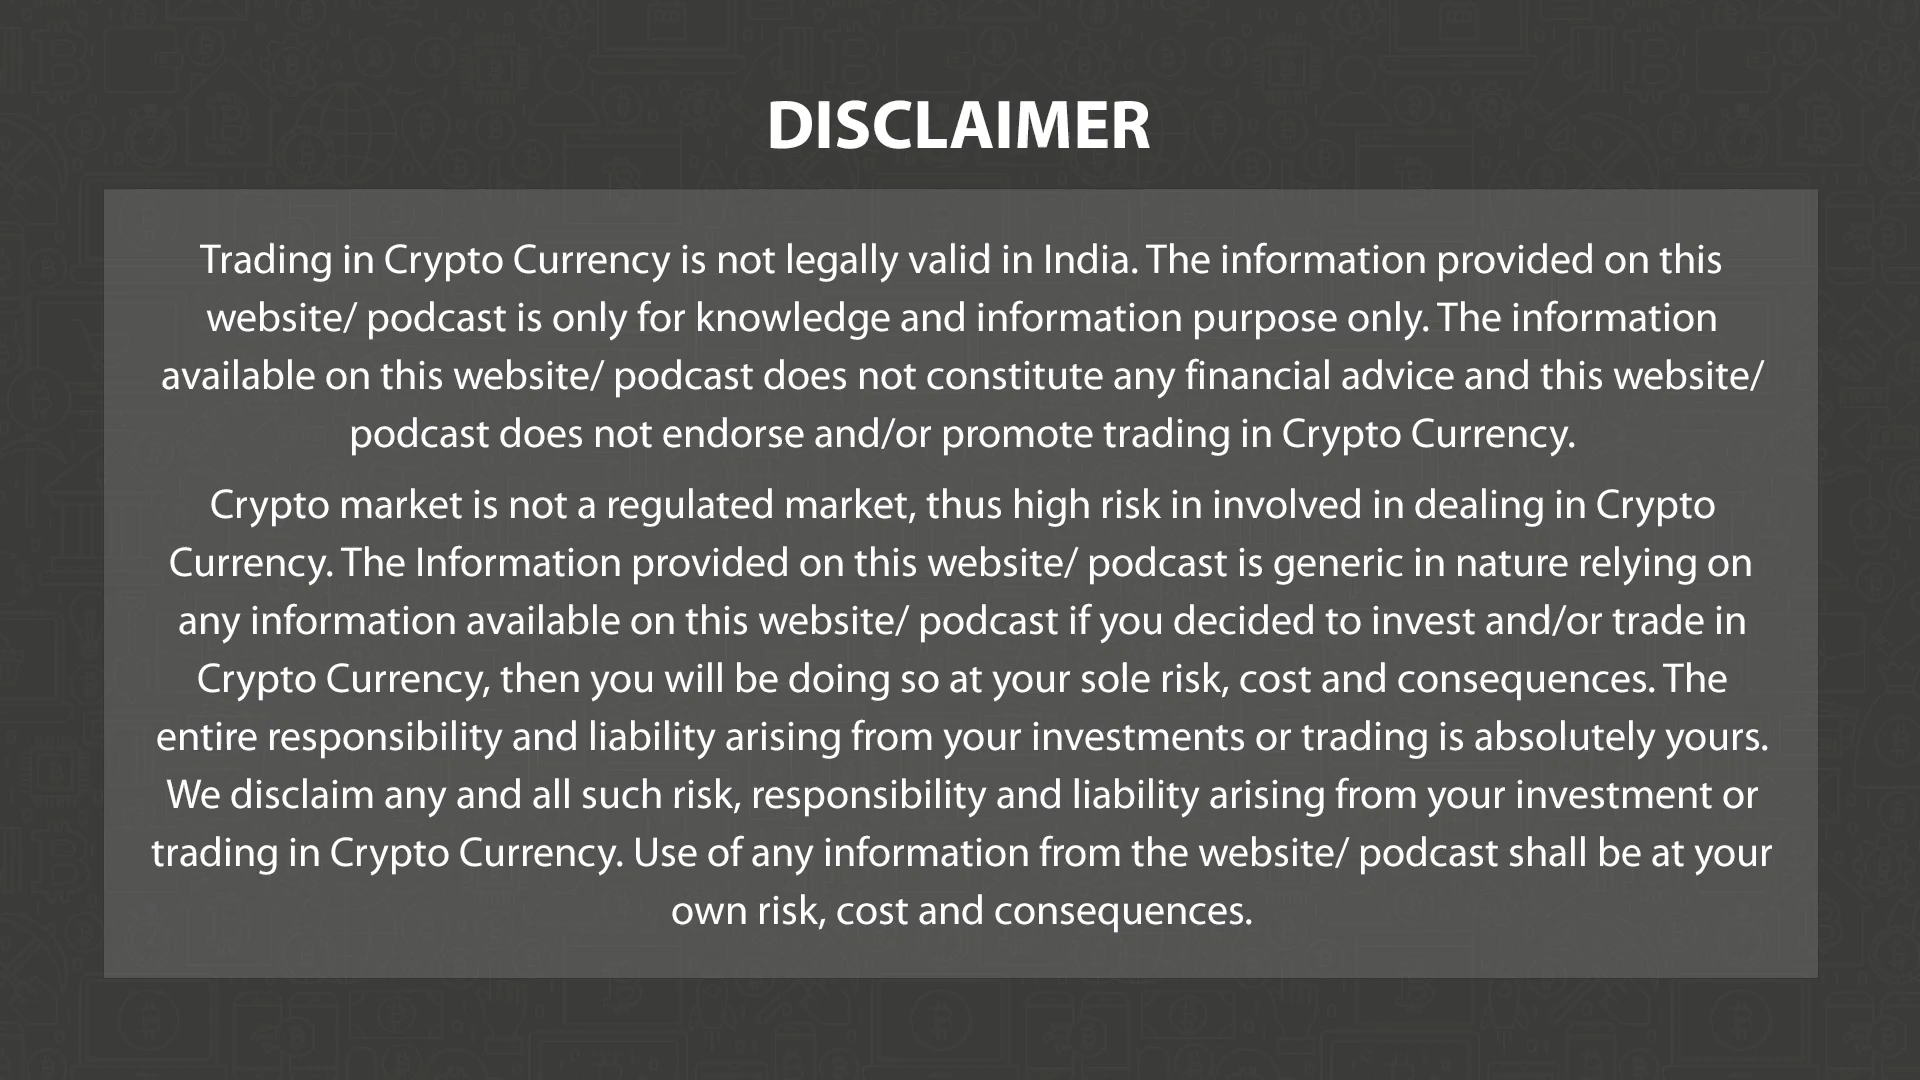 DISCLAIMER
Trading in Crypto Currency is not legally valid in India. The information provided on this
website/ podcast is only for knowledge and information purpose only. The information
available on this website/ podcast does not constitute any financial advice and this website/
podcast does not endorse and/or promote trading in Crypto Currency.
Crypto market is not a regulated market, thus high risk in involved in dealing in Crypto
Currency. The Information provided on this website/ podcast is generic in nature relying on
any information available on this website/ podcast if you decided to invest and/or trade in
Crypto Currency, then you will be doing so at your sole risk, cost and consequences. The
entire responsibility and liability arising from your investments or trading is absolutely yours.
We disclaim any and all such risk, responsibility and liability arising from your investment or
trading in Crypto Currency. Use of any information from the website/ podcast shall be at your
own risk, cost and consequences.